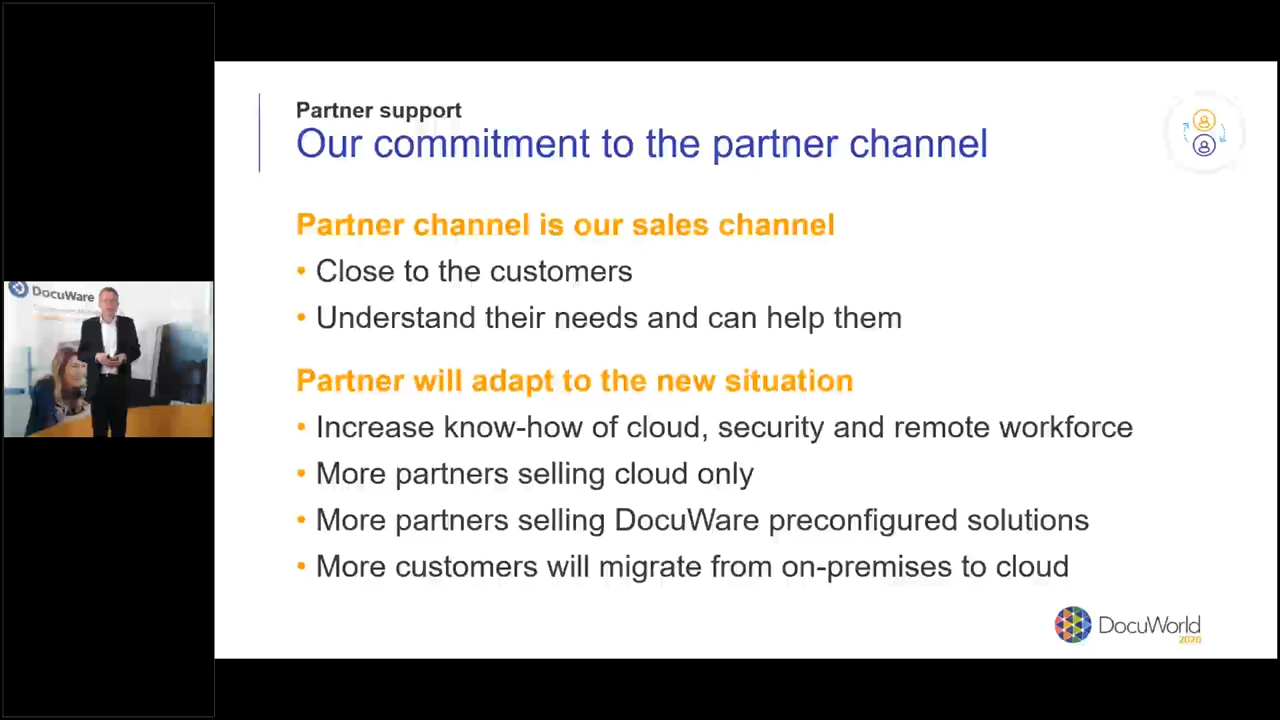 Partner support
Our commitment to the partner channel
Partner channel is our sales channel
• Close to the customers
• Understand their needs and can help them
Partner will adapt to the new situation
• Increase know-how of cloud, security and remote workforce
• More partners selling cloud only
• More partners selling DocuWare preconfigured solutions
• More customers will migrate from on-premises to cloud
DocuWare
DocuWorld
2020